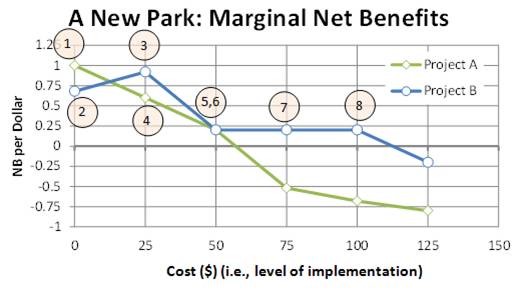 A New Park: Marginal Net Benefits
NB per Dollar
1.25
1
0.75
0.5
0.25
0
-0.25
-0.5
-0.75
-1
1
2
3
4
5,6
7
8
Project A
Project B
0 25 50 75 100 125 150
Cost ($) (i.e., level of implementation)